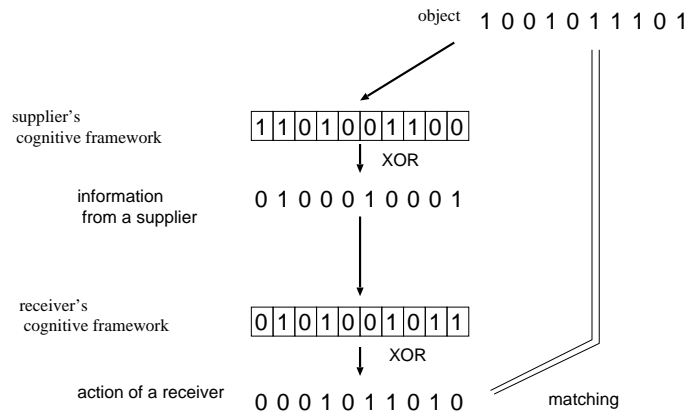 object 1 0 0 1 0 1 1 1 0 1
supplier's
cognitive framework
1 1 0 1 0 0 1 1 0 0
XOR
information
from a supplier
0 1 0 0 0 1 0 0 0 1
receiver's
cognitive framework
0 1 0 1 0 0 1 0 1 1
XOR
action of a receiver 0 0 0 1 0 1 1 0 1 0
matching